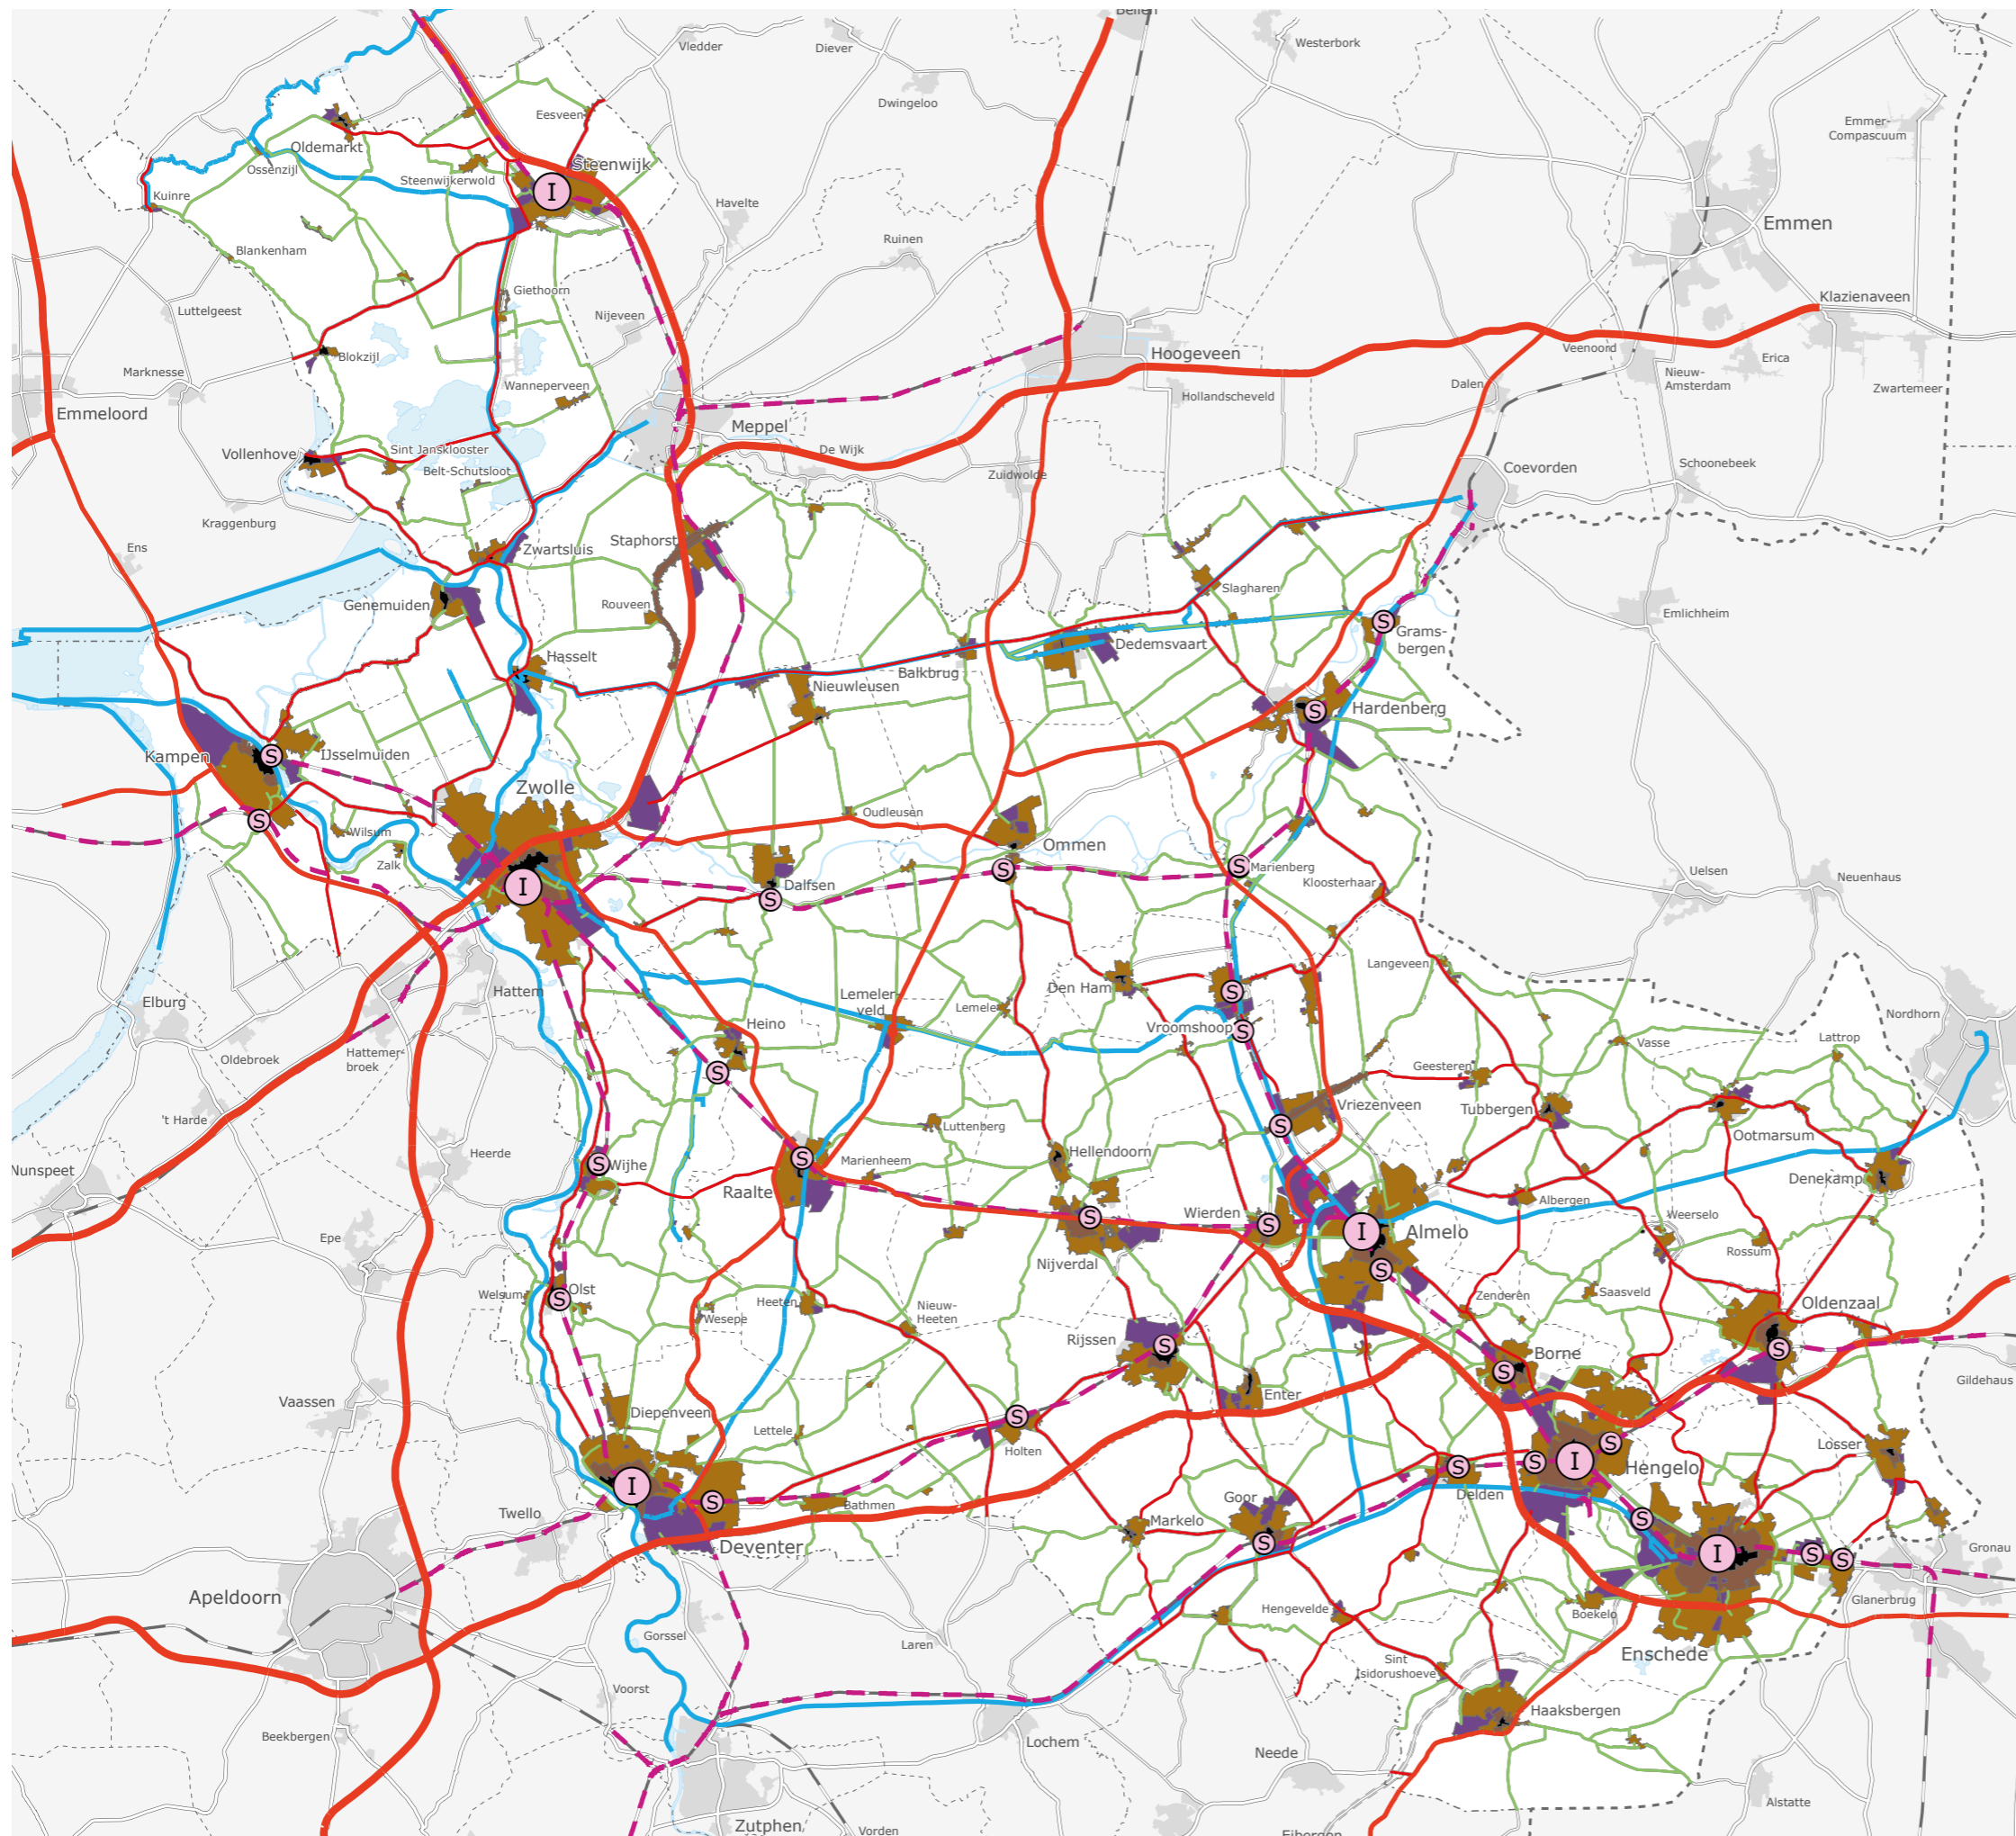 Beilen
Vledder
Diever
Westerbork
Dwingeloo
Eesveen
Emmer-
Compascuum
Oldemarkt
Ossenzijl
Steenwijk
Steenwijkerwold
I
Kuinre
Havelte
Emmen
Ruinen
Blankenham
Giethoorn
Klazienaveen
Luttelgeest
Nijeveen
Hoogeveen
Veenoord
Erica
Blokzijl
Marknesse
Wanneperveen
Nieuw-
Amsterdam
Dalen
Zwartemeer
Hollandscheveld
Emmeloord
Meppel
De Wijk
Vollenhove
Sint Jansklooster
Belt-Schutsloot
Zuidwolde
Coevorden
Schoonebeek
Kraggenburg
Ens
Zwartsluis
Staphorst
Slagharen
Genemuiden
Rouveen
Emlichheim
S
Grams-
bergen
Dedemsvaart
Hasselt
Balkbrug
Nieuwleusen
S
Hardenberg
Kampen
S
IJsselmuiden
Zwolle
S
Oudleusen
Wilsum
Ommen
Zalk
S
S
Marienberg
Uelsen
Neuenhaus
I
Dalfsen
S
Kloosterhaar
Langeveen
Hattem
Den Ham
S
Elburg
Lemeler-
veld
Lemele
Nordhorn
Heino
Vroomshoop
S
Vasse
Lattrop
Oldebroek
Hattemer-
broek
S
Geesteren
't Harde
Luttenberg
S
Vriezenveen
Tubbergen
Ootmarsum
Heerde
Hellendoorn
Nunspeet
S
Wijhe
S
Marienheem
Raalte
Denekamp
Albergen
Wierden
S
S
I
Almelo
Weerselo
Epe
Rossum
Nijverdal
S
Welsum
S
Olst
Heeten
Nieuw-
Heeten
Wesepe
Zenderen
Saasveld
Oldenzaal
Rijssen
S
S
Borne
S
Gildehaus
Vaassen
Enter
Diepenveen
S
Lettele
Holten
S
Losser
S
S
I
Hengelo
I
S
Delden
Goor
Bathmen
Twello
Markelo
S
S
Deventer
Gronau
I
S
S
Apeldoorn
Glanerbrug
Hengevelde
Boekelo
Gorssel
Laren
Enschede
Sint
Isidorushoeve
Voorst
Haaksbergen
Beekbergen
Lochem
Neede
Alstatte
Zutphen
Vorden
Eibergen